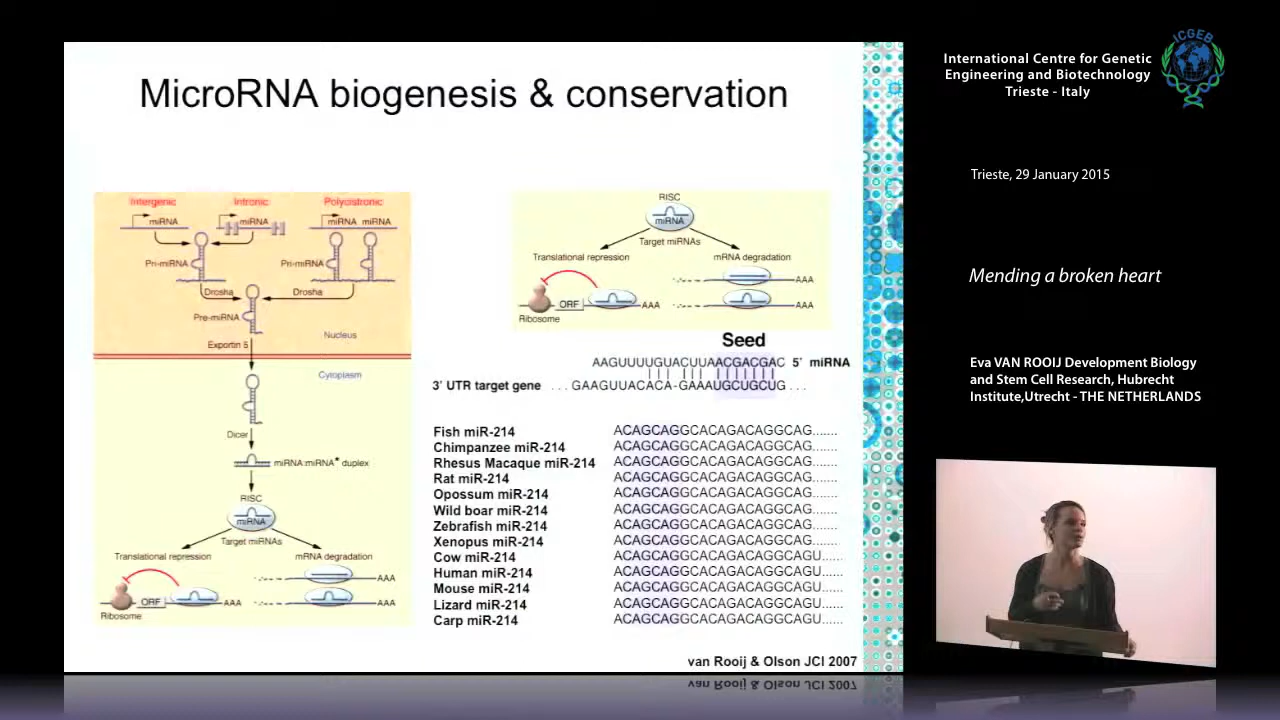 MicroRNA biogenesis & conservation
Intergenic
Intronic
Polycistronic
miRNA
miRNA
miRNA miRNA
Pri-miRNA
Pri-miRNA
Drosha
Drosha
Pre-miRNA
Nucleus
Exportin 5
Cytoplasm
Dicer
miRNA:miRNA* duplex
RISC
miRNA
Target miRNAs
Translational repression
mRNA degradation
ORF
AAA
AAA
AAA
Ribosome
RISC
miRNA
Target miRNAs
Translational repression
mRNA degradation
AAA
ORF
AAA
AAA
Ribosome
Seed
AAGUUUUGUACUUAACGACGAC 5' miRNA
3' UTR target gene ...GAAGUUACACA-GAAAUGCUGCUG...
Fish miR-214 ACAGCAGGCACAGACAGGCAG.......
Chimpanzee miR-214 ACAGCAGGCACAGACAGGCAG.......
Rhesus Macaque miR-214 ACAGCAGGCACAGACAGGCAG.......
Rat miR-214 ACAGCAGGCACAGACAGGCAG.......
Opossum miR-214 ACAGCAGGCACAGACAGGCAG.......
Wild boar miR-214 ACAGCAGGCACAGACAGGCAG.......
Zebrafish miR-214 ACAGCAGGCACAGACAGGCAG.......
Xenopus miR-214 ACAGCAGGCACAGACAGGCAG.......
Cow miR-214 ACAGCAGGCACAGACAGGCAGU......
Human miR-214 ACAGCAGGCACAGACAGGCAGU......
Mouse miR-214 ACAGCAGGCACAGACAGGCAGU......
Lizard miR-214 ACAGCAGGCACAGACAGGCAGU......
Carp miR-214 ACAGCAGGCACAGACAGGCAGU......
van Rooij & Olson JCI 2007
International Centre for Genetic
Engineering and Biotechnology
Trieste - Italy
ICGEB
Trieste, 29 January 2015
Mending a broken heart
Eva VAN ROOIJ Development Biology
and Stem Cell Research, Hubrecht
Institute,Utrecht - THE NETHERLANDS